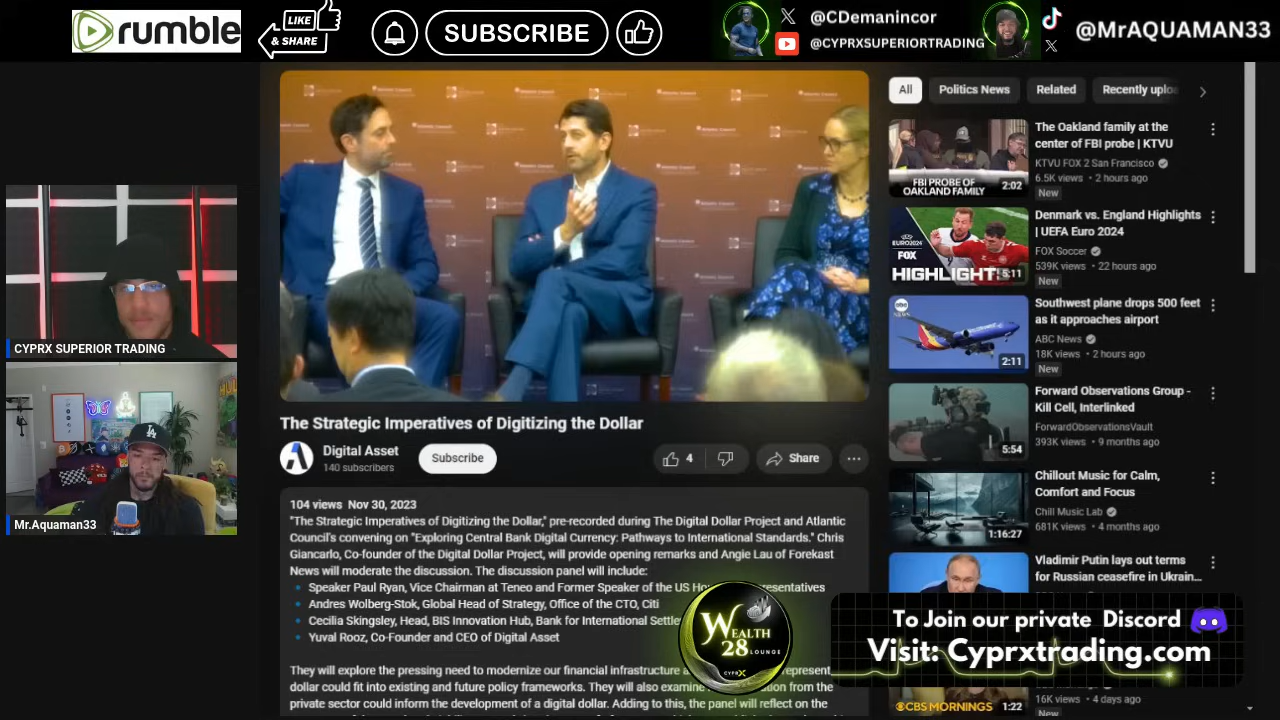 rumble
LIKE
& SHARE
SUBSCRIBE
@CDemanincor
@CYPRXSUPERIORTRADING
@MrAQUAMAN33
CYPRX SUPERIOR TRADING
LA
Mr.Aquaman33
The Strategic Imperatives of Digitizing the Dollar
Digital Asset
140 subscribers
Subscribe
4
Share
104 views Nov 30, 2023
"The Strategic Imperatives of Digitizing the Dollar," pre-recorded during The Digital Dollar Project and Atlantic
Council's convening on "Exploring Central Bank Digital Currency: Pathways to International Standards." Chris
Giancarlo, Co-founder of the Digital Dollar Project, will provide opening remarks and Angie Lau of Forekast
News will moderate the discussion. The discussion panel will include:
Speaker Paul Ryan, Vice Chairman at Teneo and Former Speaker of the US
Andres Wolberg-Stok, Global Head of Strategy, Office of the CTO, Citi
Cecilia Skingsley, Head, BIS Innovation Hub, Bank for International
Yuval Rooz, Co-Founder and CEO of Digital Asset
They will explore the pressing need to modernize our financial infrastructure
dollar could fit into existing and future policy frameworks. They will also examine from the
private sector could inform the development of a digital dollar. Adding to this, the panel will reflect on the
All
Politics News
Related
Recently uplo
FBI PROBE OF
OAKLAND FAMILY
2:02
The Oakland family at the
center of FBI probe | KTVU
KTVU FOX 2 San Francisco
6.5K views • 2 hours ago
New
EURO2024
FOX
HIGHLIGHTS
5:11
Denmark vs. England Highlights
| UEFA Euro 2024
FOX Soccer
539K views • 22 hours ago
New
2:11
Southwest plane drops 500 feet
as it approaches airport
ABC News
18K views • 2 hours ago
New
5:54
Forward Observations Group -
Kill Cell, Interlinked
ForwardObservationsVault
393K views • 9 months ago
1:16:27
Chillout Music for Calm,
Comfort and Focus
Chill Music Lab
681K views • 4 months ago
Vladimir Putin lays out terms
for Russian ceasefire in Ukrain...
CBS MORNINGS
1:22
16K views • 4 days ago
New
WEALTH
28
LOUNGE
CYPRX
To Join our private Discord
Visit: Cyprxtrading.com